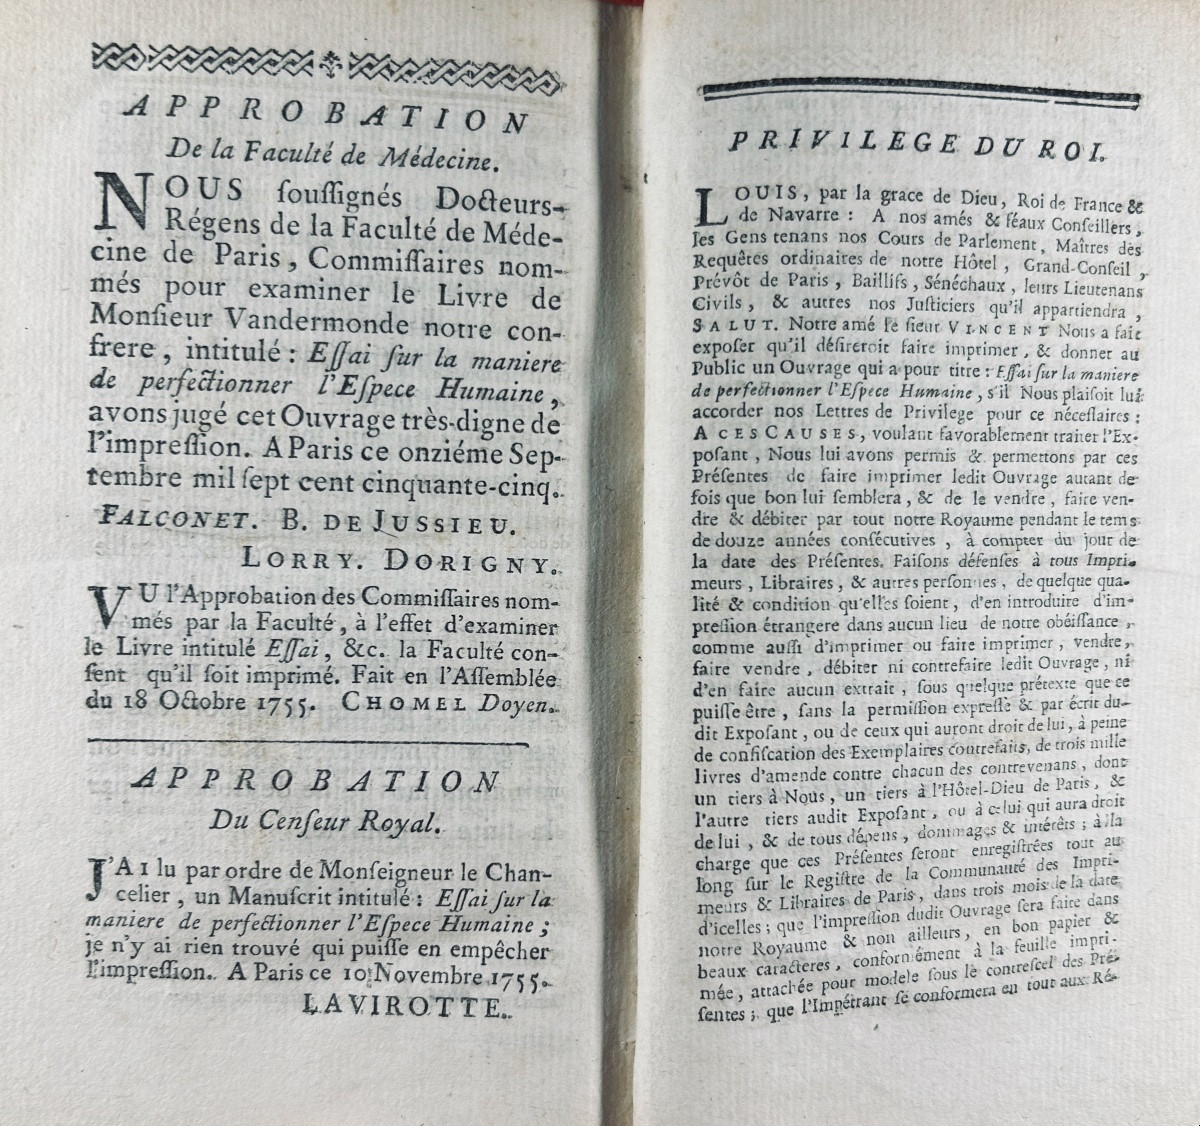 APPROBATION
De la Faculté de Médecine.
NOUS ſouſſignés Docteurs-
Régens de la Faculté de Méde-
cine de Paris, Commiſſaires nom-
més pour examiner le Livre de
Monſieur Vandermonde notre con-
frere, intitulé : Eſſai ſur la maniere
de perfectionner l'Eſpece Humaine,
avons jugé cet Ouvrage très-digne de
l'impreſſion. A Paris ce onziéme Sep-
tembre mil ſept cent cinquante-cinq.
FALCONET. B. DE JUSSIEU.
LORRY. DORIGNY.
VU l'Approbation des Commiſſaires nom-
més par la Faculté, à l'effet d'examiner
le Livre intitulé Eſſai, &c. la Faculté con-
ſent qu'il ſoit imprimé. Fait en l'Aſſemblée
du 18 Octobre 1755. CHOMEL Doyen.
APPROBATION
Du Cenſeur Royal.
J'AI lu par ordre de Monſeigneur le Chan-
celier, un Manuſcrit intitulé : Eſſai ſur la
maniere de perfectionner l'Eſpece Humaine ;
je n'y ai rien trouvé qui puiſſe en empêcher
l'impreſſion. A Paris ce 10 Novembre 1755.
LAVIROTTE.
PRIVILEGE DU ROI.
LOUIS, par la grace de Dieu, Roi de France &
de Navarre : A nos amés & féaux Conſeillers,
les Gens tenans nos Cours de Parlement, Maîtres des
Requêtes ordinaires de notre Hôtel, Grand-Conſeil,
Prévôt de Paris, Baillifs, Sénéchaux, leurs Lieutenans
Civils, & autres nos Juſticiers qu'il appartiendra,
SALUT. Notre amé le ſieur VINCENT Nous a fait
expoſer qu'il déſireroit faire imprimer, & donner au
Public un Ouvrage qui a pour titre : Eſſai ſur la maniere
de perfectionner l'Eſpece Humaine, s'il Nous plaiſoit lui
accorder nos Lettres de Privilege pour ce néceſſaires :
A CES CAUSES, voulant favorablement traiter l'Ex-
poſant, Nous lui avons permis & permettons par ces
Préſentes de faire imprimer ledit Ouvrage autant de
fois que bon lui ſemblera, & de le vendre, faire ven-
dre & débiter par tout notre Royaume pendant le tems
de douze années conſécutives, à compter du jour de
la date des Préſentes. Faiſons défenſes à tous Impri-
meurs, Libraires, & autres perſonnes, de quelque qua-
lité & condition qu'elles ſoient, d'en introduire d'im-
preſſion étrangere dans aucun lieu de notre obéiſſance,
comme auſſi d'imprimer ou faire imprimer, vendre,
faire vendre, débiter ni contrefaire ledit Ouvrage, ni
d'en faire aucun extrait, ſous quelque prétexte que ce
puiſſe être, ſans la permiſſion expreſſe & par écrit du-
dit Expoſant, ou de ceux qui auront droit de lui, à peine
de confiſcation des Exemplaires contrefaits, de trois mille
livres d'amende contre chacun des contrevenans, dont
un tiers à Nous, un tiers à l'Hôtel-Dieu de Paris, &
l'autre tiers audit Expoſant, ou à celui qui aura droit
de lui, & de tous dépens, dommages & intérêts ; à la
charge que ces Préſentes ſeront enregiſtrées tout au
long ſur le Regiſtre de la Communauté des Impri-
meurs & Libraires de Paris, dans trois mois de la date
d'icelles ; que l'impreſſion dudit Ouvrage ſera faite dans
notre Royaume & non ailleurs, en bon papier &
beaux caracteres, conformément à la feuille impri-
mée, attachée pour modele ſous le contreſcel des Pré-
ſentes ; que l'Impétrant ſe conformera en tout aux Ré-